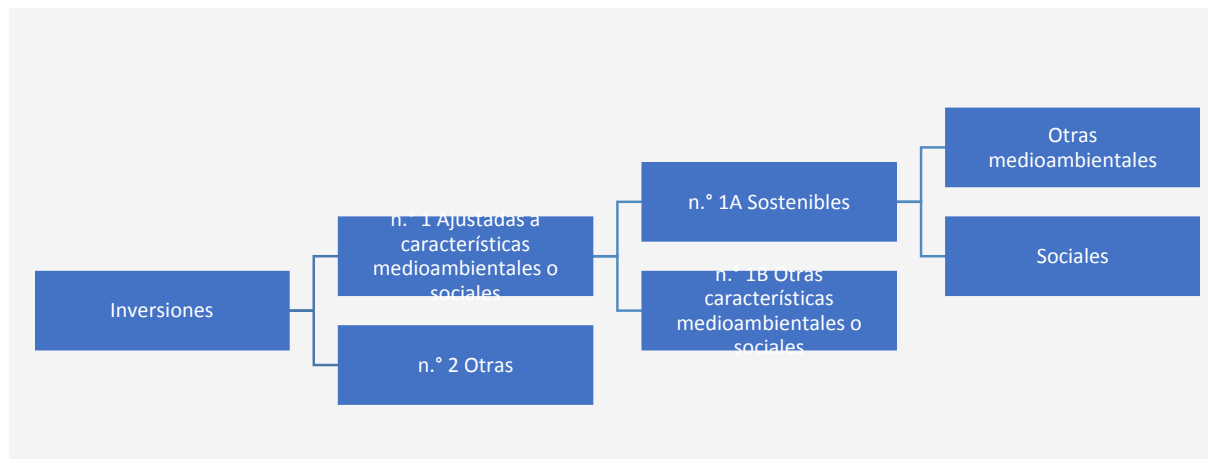 Inversiones
n.° 1 Ajustadas a
características
medioambientales o
sociales
n.° 2 Otras
n.° 1A Sostenibles
n.° 1B Otras
características
medioambientales o
sociales
Otras
medioambientales
Sociales